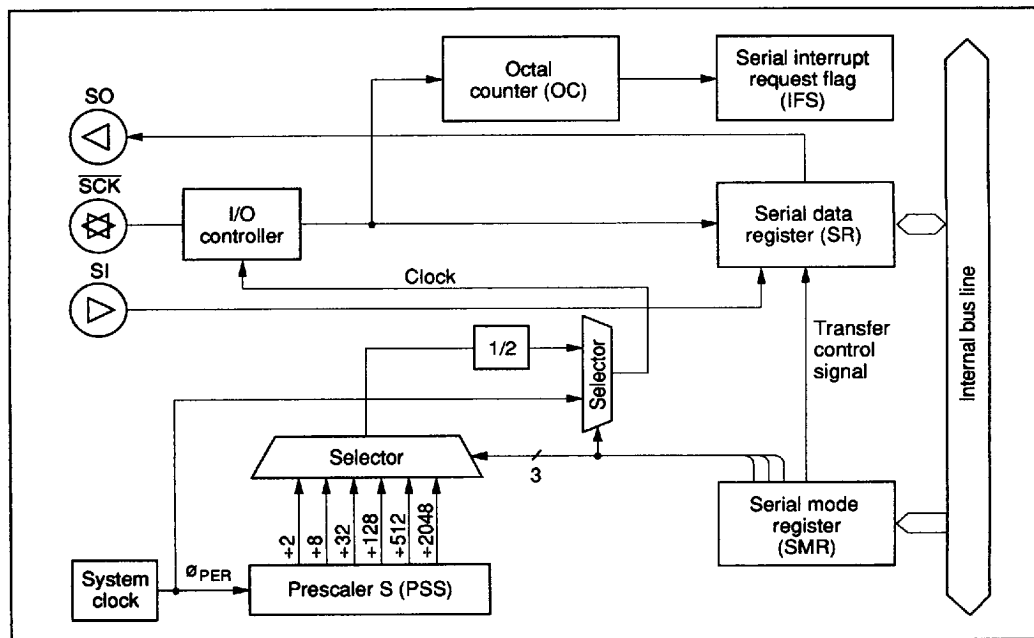 Octal
counter (OC)
Serial interrupt
request flag
(IFS)
SO
SCK
I/O
controller
Serial data
register (SR)
SI
Clock
Transfer
control
signal
1/2
Selector
Internal bus line
Selector
3
÷2
÷8
÷32
÷128
÷512
÷2048
Serial mode
register
(SMR)
System
clock
øPER
Prescaler S (PSS)